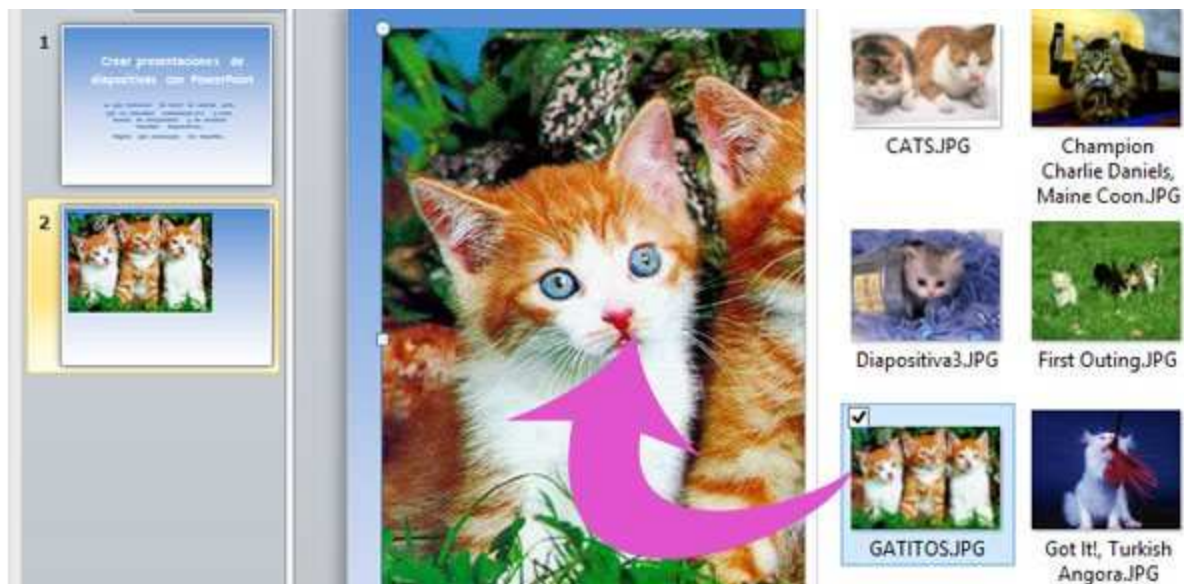 1
Crear presentaciones de
diapositivas con PowerPoint
2
CATS.JPG
Champion
Charlie Daniels,
Maine Coon.JPG
Diapositiva3.JPG
First Outing.JPG
GATITOS.JPG
Got It!, Turkish
Angora.JPG